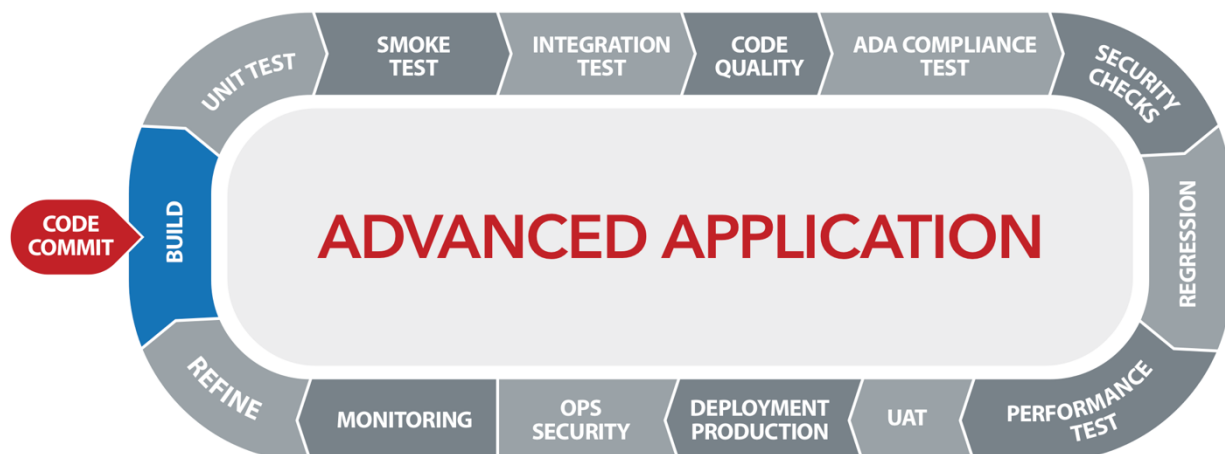 CODE
COMMIT
BUILD
UNIT TEST
SMOKE
TEST
INTEGRATION
TEST
CODE
QUALITY
ADA COMPLIANCE
TEST
SECURITY
CHECKS
REGRESSION
PERFORMANCE
TEST
UAT
DEPLOYMENT
PRODUCTION
OPS
SECURITY
MONITORING
REFINE
ADVANCED APPLICATION